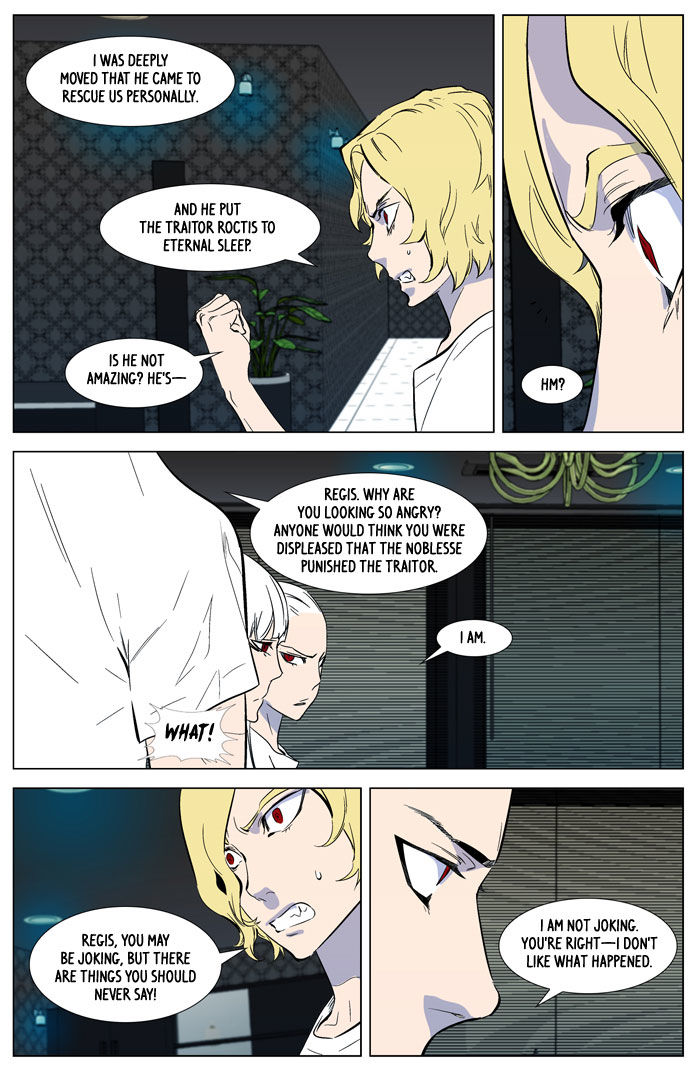 I WAS DEEPLY
MOVED THAT HE CAME TO
RESCUE US PERSONALLY.
AND HE PUT
THE TRAITOR ROCTIS TO
ETERNAL SLEEP.
IS HE NOT
AMAZING? HE'S—
HM?
REGIS. WHY ARE
YOU LOOKING SO ANGRY?
ANYONE WOULD THINK YOU WERE
DISPLEASED THAT THE NOBLESSE
PUNISHED THE TRAITOR.
I AM.
WHAT!
REGIS, YOU MAY
BE JOKING, BUT THERE
ARE THINGS YOU SHOULD
NEVER SAY!
I AM NOT JOKING.
YOU'RE RIGHT—I DON'T
LIKE WHAT HAPPENED.